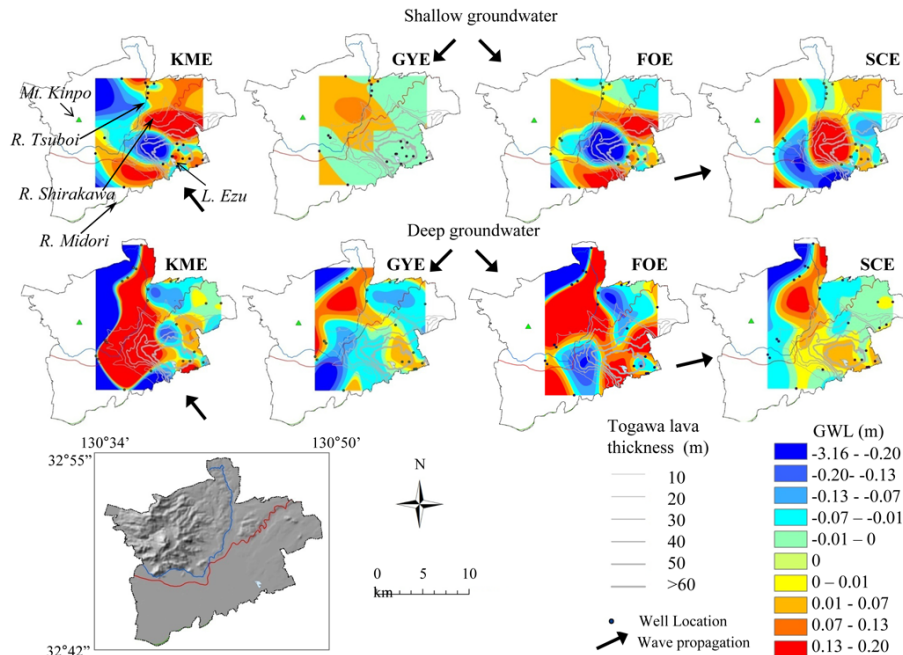 Shallow groundwater
KME
GYE
FOE
SCE
Mt. Kinpo
R. Tsuboi
R. Shirakawa
L. Ezu
R. Midori
Deep groundwater
KME
GYE
FOE
SCE
130°34’
130°50’
32°55”
32°42”
N
0 5 10
km
Togawa lava
thickness (m)
10
20
30
40
50
>60
Well Location
Wave propagation
GWL (m)
-3.16 - -0.20
-0.20- -0.13
-0.13 - -0.07
-0.07 – -0.01
-0.01 – 0
0
0 – 0.01
0.01 - 0.07
0.07 - 0.13
0.13 - 0.20